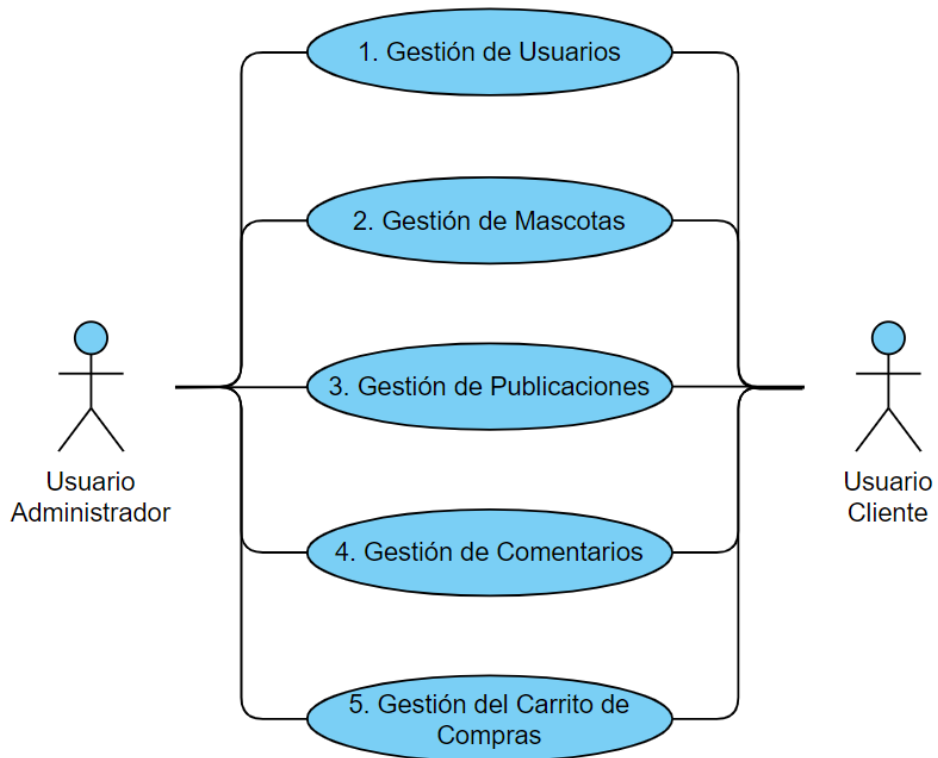 1. Gestión de Usuarios
2. Gestión de Mascotas
3. Gestión de Publicaciones
Usuario
Administrador
Usuario
Cliente
4. Gestión de Comentarios
5. Gestión del Carrito de
Compras